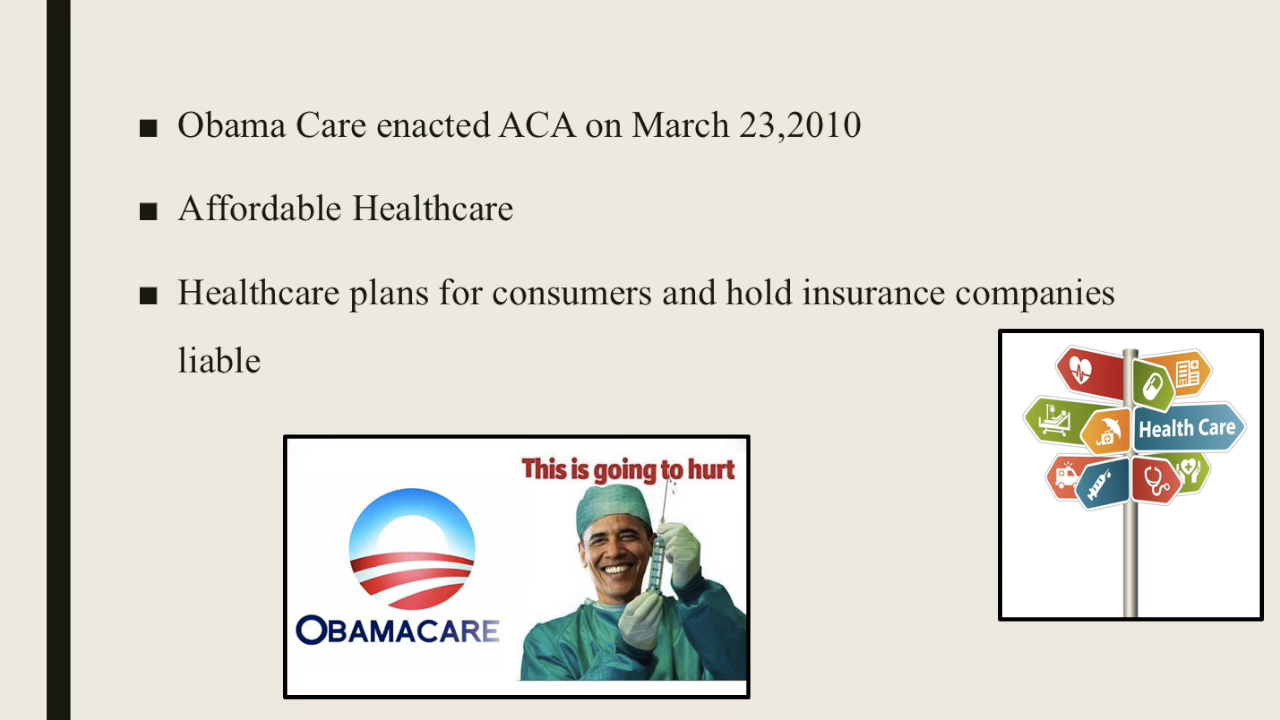 ■ Obama Care enacted ACA on March 23,2010
■ Affordable Healthcare
■ Healthcare plans for consumers and hold insurance companies
liable
Health Care
This is going to hurt
OBAMACARE